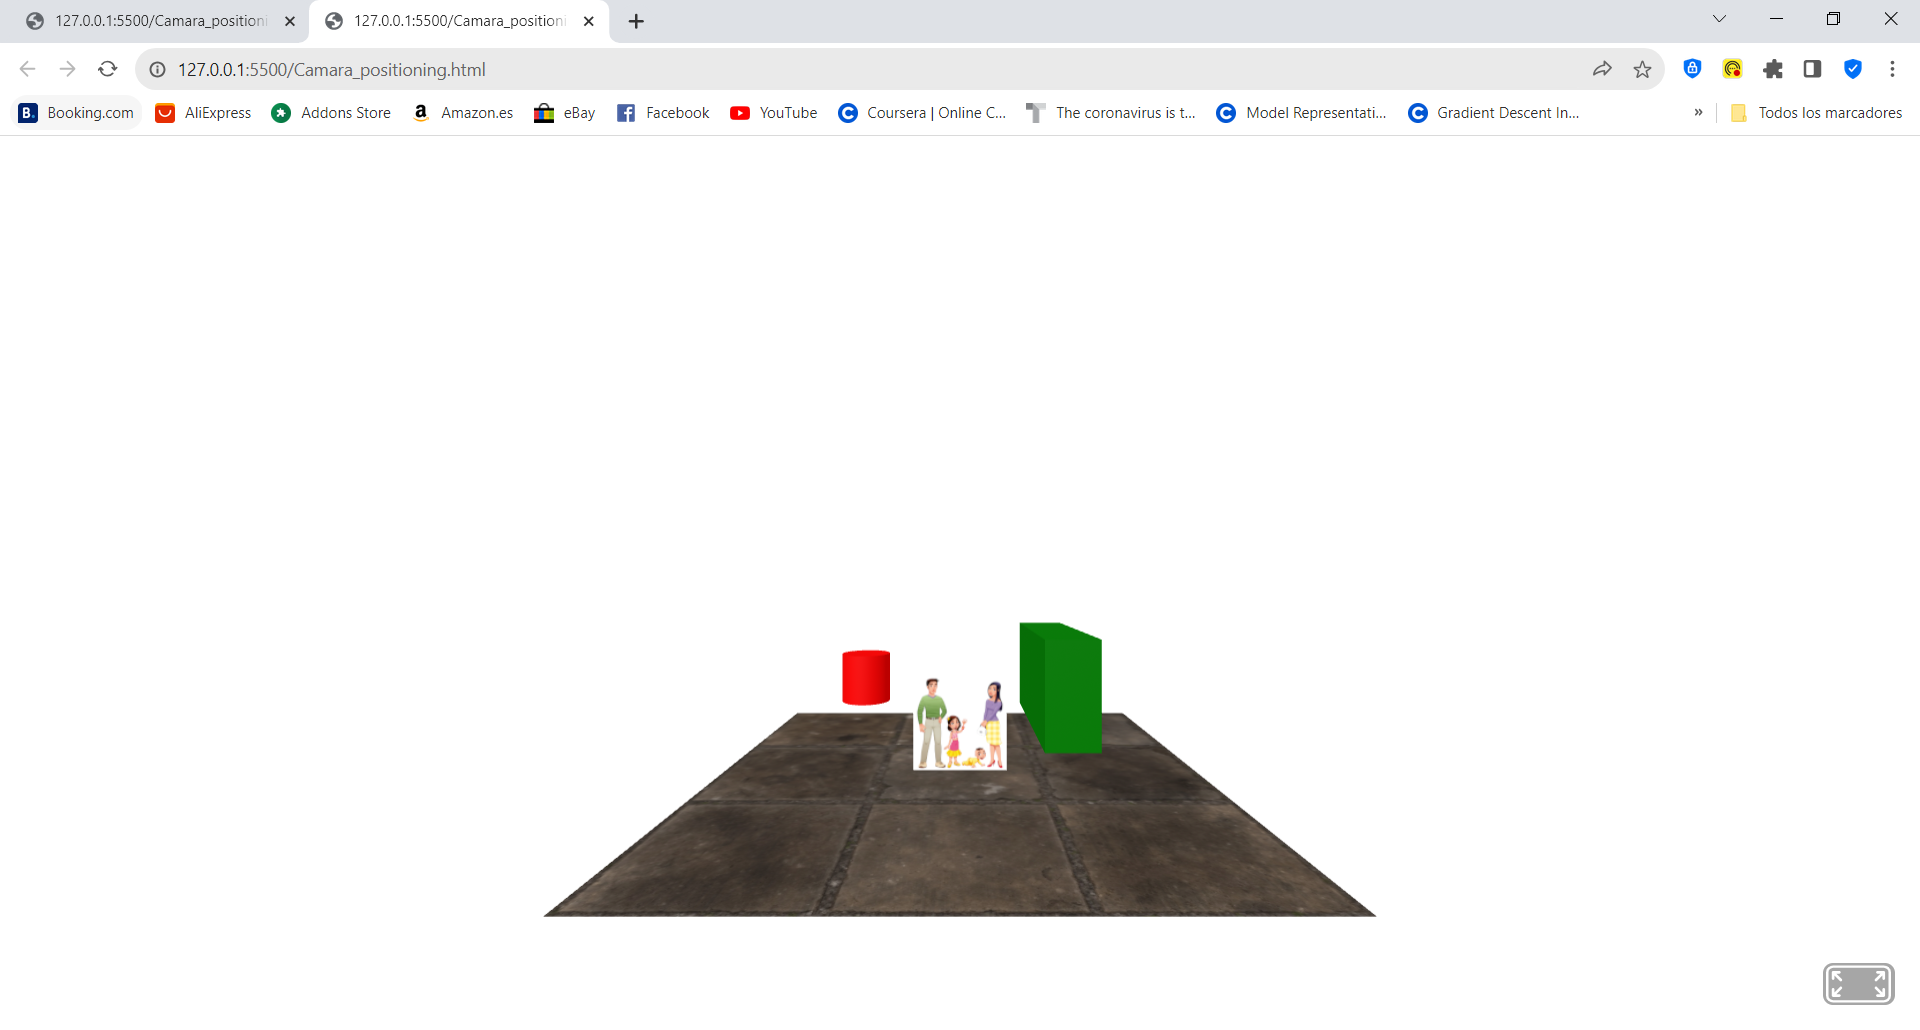 127.0.0.1:5500/Camara_positioni
127.0.0.1:5500/Camara_positioni
127.0.0.1:5500/Camara_positioning.html
B. Booking.com
AliExpress
Addons Store
a Amazon.es
eBay
Facebook
YouTube
Coursera | Online C...
The coronavirus is t...
Model Representati...
Gradient Descent In...
»
Todos los marcadores